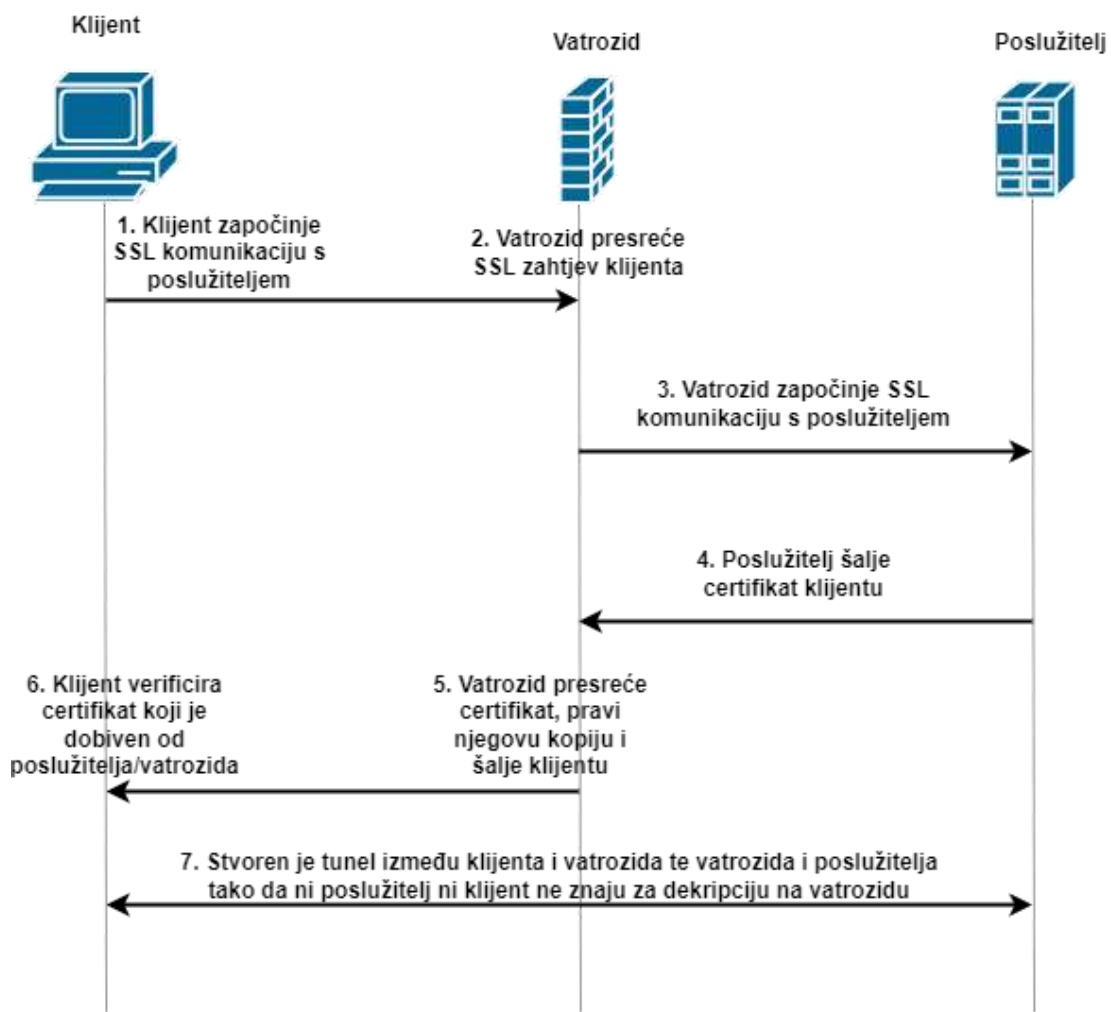 Klijent
Vatrozid
Poslužitelj
1. Klijent započinje
SSL komunikaciju s
poslužiteljem
2. Vatrozid presreće
SSL zahtjev klijenta
3. Vatrozid započinje SSL
komunikaciju s poslužiteljem
4. Poslužitelj šalje
certifikat klijentu
5. Vatrozid presreće
certifikat, pravi
njegovu kopiju i
šalje klijentu
6. Klijent verificira
certifikat koji je
dobiven od
poslužitelja/vatrozida
7. Stvoren je tunel između klijenta i vatrozida te vatrozida i poslužitelja
tako da ni poslužitelj ni klijent ne znaju za dekripciju na vatrozidu